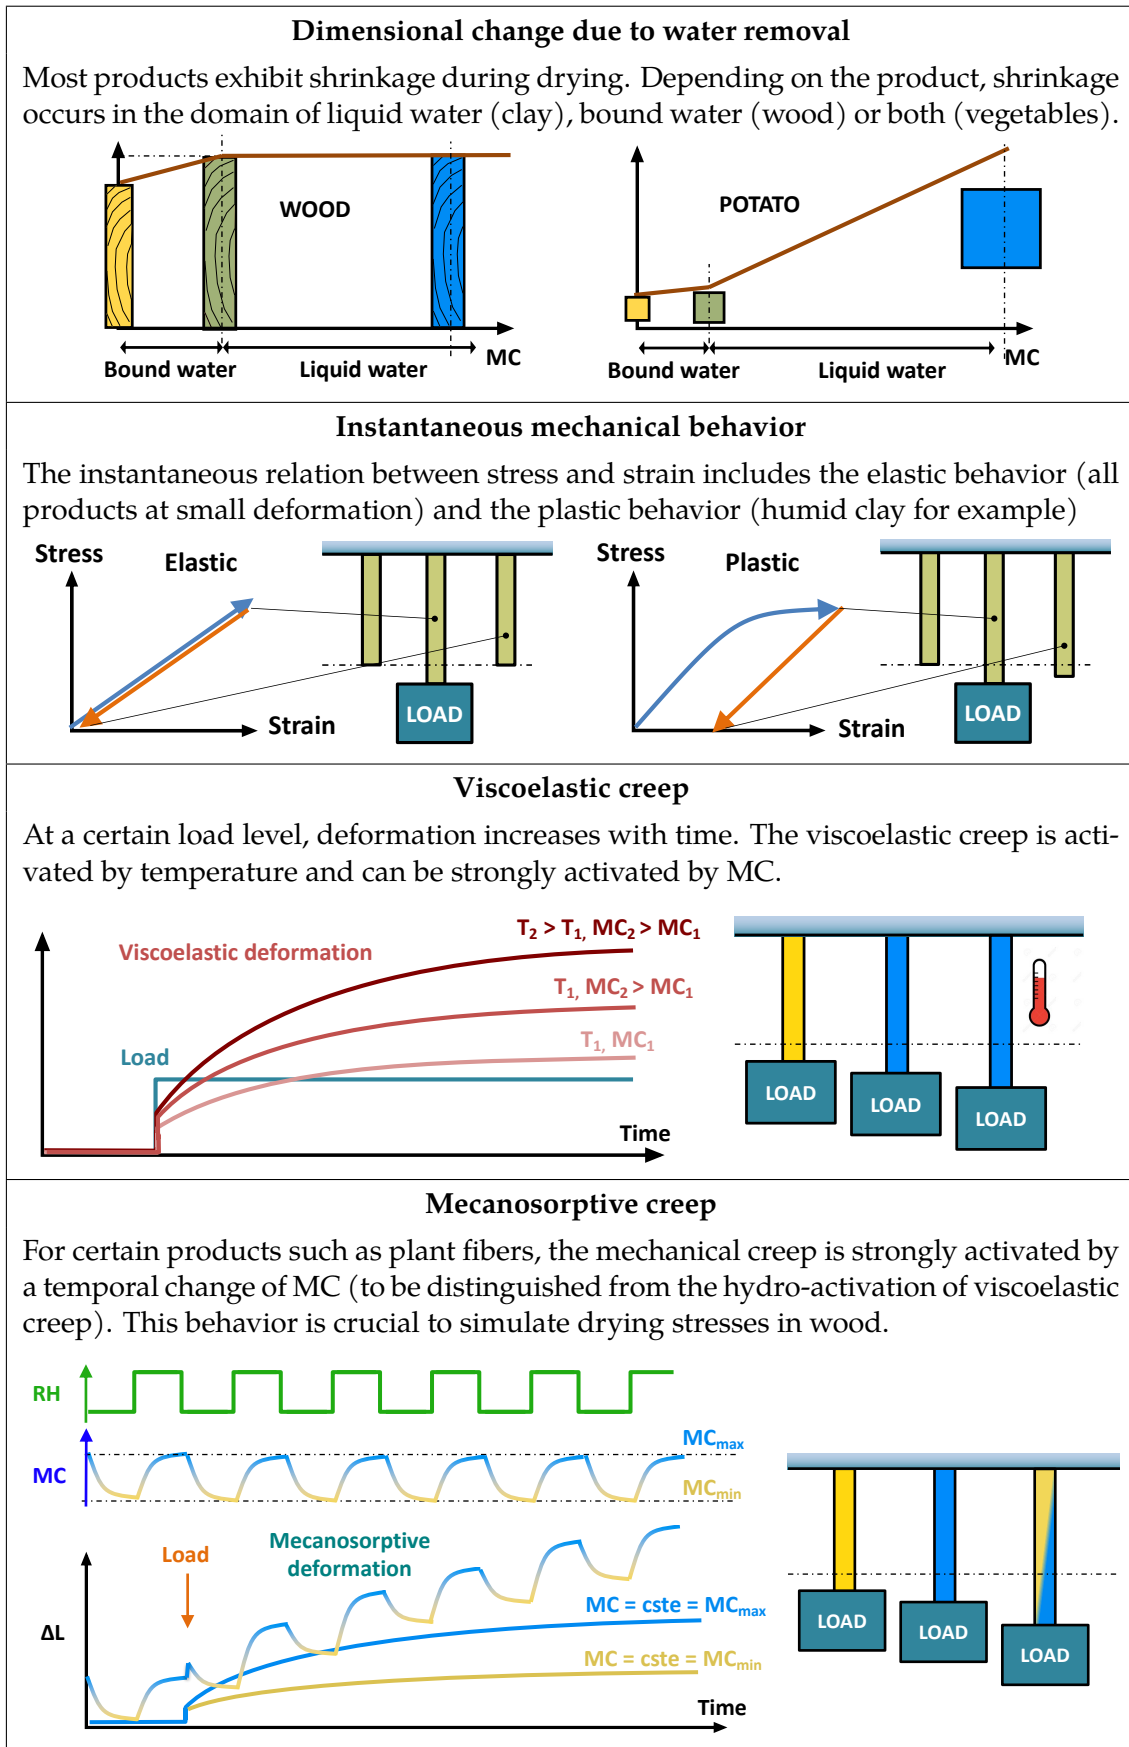 Dimensional change due to water removal
Most products exhibit shrinkage during drying. Depending on the product, shrinkage
occurs in the domain of liquid water (clay), bound water (wood) or both (vegetables).
WOOD
Bound water
Liquid water
MC
POTATO
Bound water
Liquid water
MC
Instantaneous mechanical behavior
The instantaneous relation between stress and strain includes the elastic behavior (all
products at small deformation) and the plastic behavior (humid clay for example)
Stress
Elastic
LOAD
Strain
Stress
Plastic
LOAD
Strain
Viscoelastic creep
At a certain load level, deformation increases with time. The viscoelastic creep is acti-
vated by temperature and can be strongly activated by MC.
T2 > T1, MC2 > MC1
Viscoelastic deformation
T1, MC2 > MC1
T1, MC1
Load
Time
LOAD
LOAD
LOAD
Mecanosorptive creep
For certain products such as plant fibers, the mechanical creep is strongly activated by
a temporal change of MC (to be distinguished from the hydro-activation of viscoelastic
creep). This behavior is crucial to simulate drying stresses in wood.
RH
MCmax
MC
MCmin
Load
Mecanosorptive
deformation
MC = cste = MCmax
ΔL
MC = cste = MCmin
Time
LOAD
LOAD
LOAD